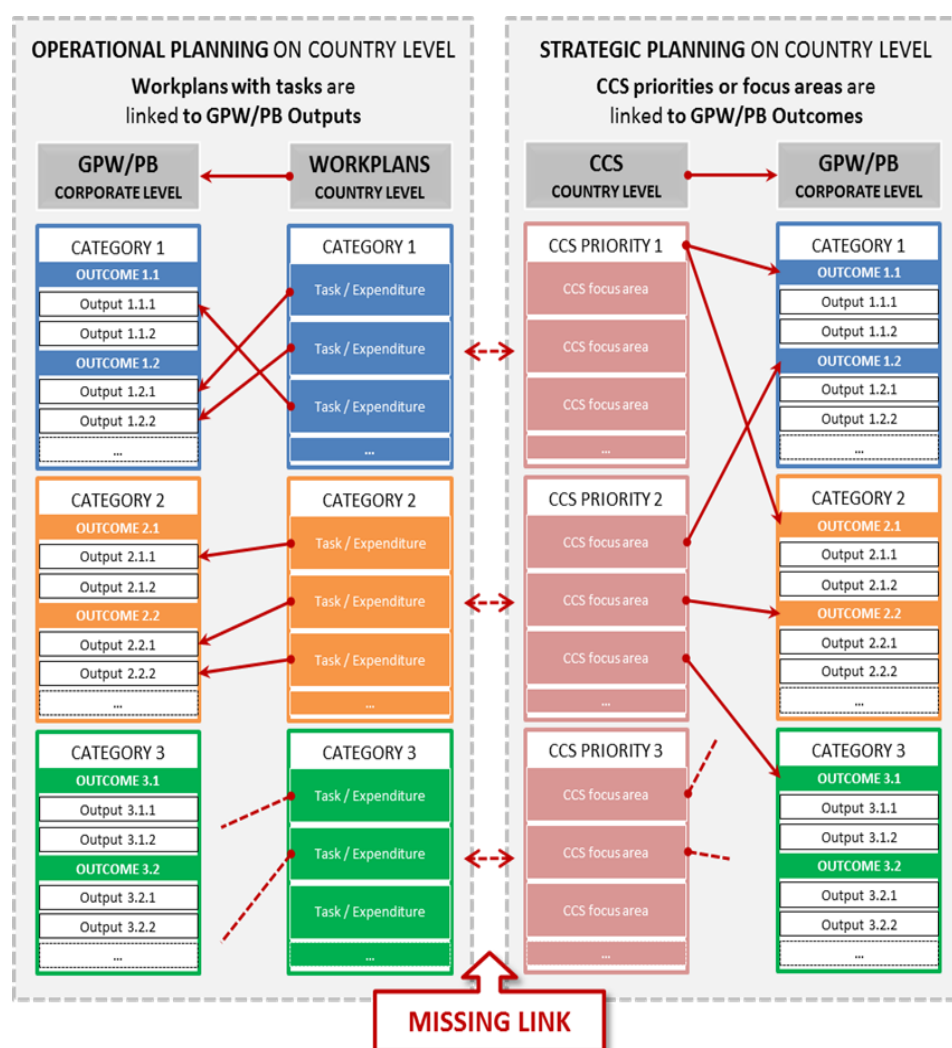 OPERATIONAL PLANNING ON COUNTRY LEVEL
Workplans with tasks are
linked to GPW/PB Outputs
GPW/PB
CORPORATE LEVEL
WORKPLANS
COUNTRY LEVEL
CATEGORY 1
OUTCOME 1.1
Output 1.1.1
Output 1.1.2
OUTCOME 1.2
Output 1.2.1
Output 1.2.2
...
CATEGORY 1
Task / Expenditure
Task / Expenditure
Task / Expenditure
...
CATEGORY 2
OUTCOME 2.1
Output 2.1.1
Output 2.1.2
OUTCOME 2.2
Output 2.2.1
Output 2.2.2
...
CATEGORY 2
Task / Expenditure
Task / Expenditure
Task / Expenditure
...
CATEGORY 3
OUTCOME 3.1
Output 3.1.1
Output 3.1.2
OUTCOME 3.2
Output 3.2.1
Output 3.2.2
...
CATEGORY 3
Task / Expenditure
Task / Expenditure
Task / Expenditure
...
STRATEGIC PLANNING ON COUNTRY LEVEL
CCS priorities or focus areas are
linked to GPW/PB Outcomes
CCS
COUNTRY LEVEL
GPW/PB
CORPORATE LEVEL
CCS PRIORITY 1
CCS focus area
CCS focus area
CCS focus area
...
CATEGORY 1
OUTCOME 1.1
Output 1.1.1
Output 1.1.2
OUTCOME 1.2
Output 1.2.1
Output 1.2.2
...
CCS PRIORITY 2
CCS focus area
CCS focus area
CCS focus area
...
CATEGORY 2
OUTCOME 2.1
Output 2.1.1
Output 2.1.2
OUTCOME 2.2
Output 2.2.1
Output 2.2.2
...
CCS PRIORITY 3
CCS focus area
CCS focus area
CCS focus area
...
CATEGORY 3
OUTCOME 3.1
Output 3.1.1
Output 3.1.2
OUTCOME 3.2
Output 3.2.1
Output 3.2.2
...
MISSING LINK